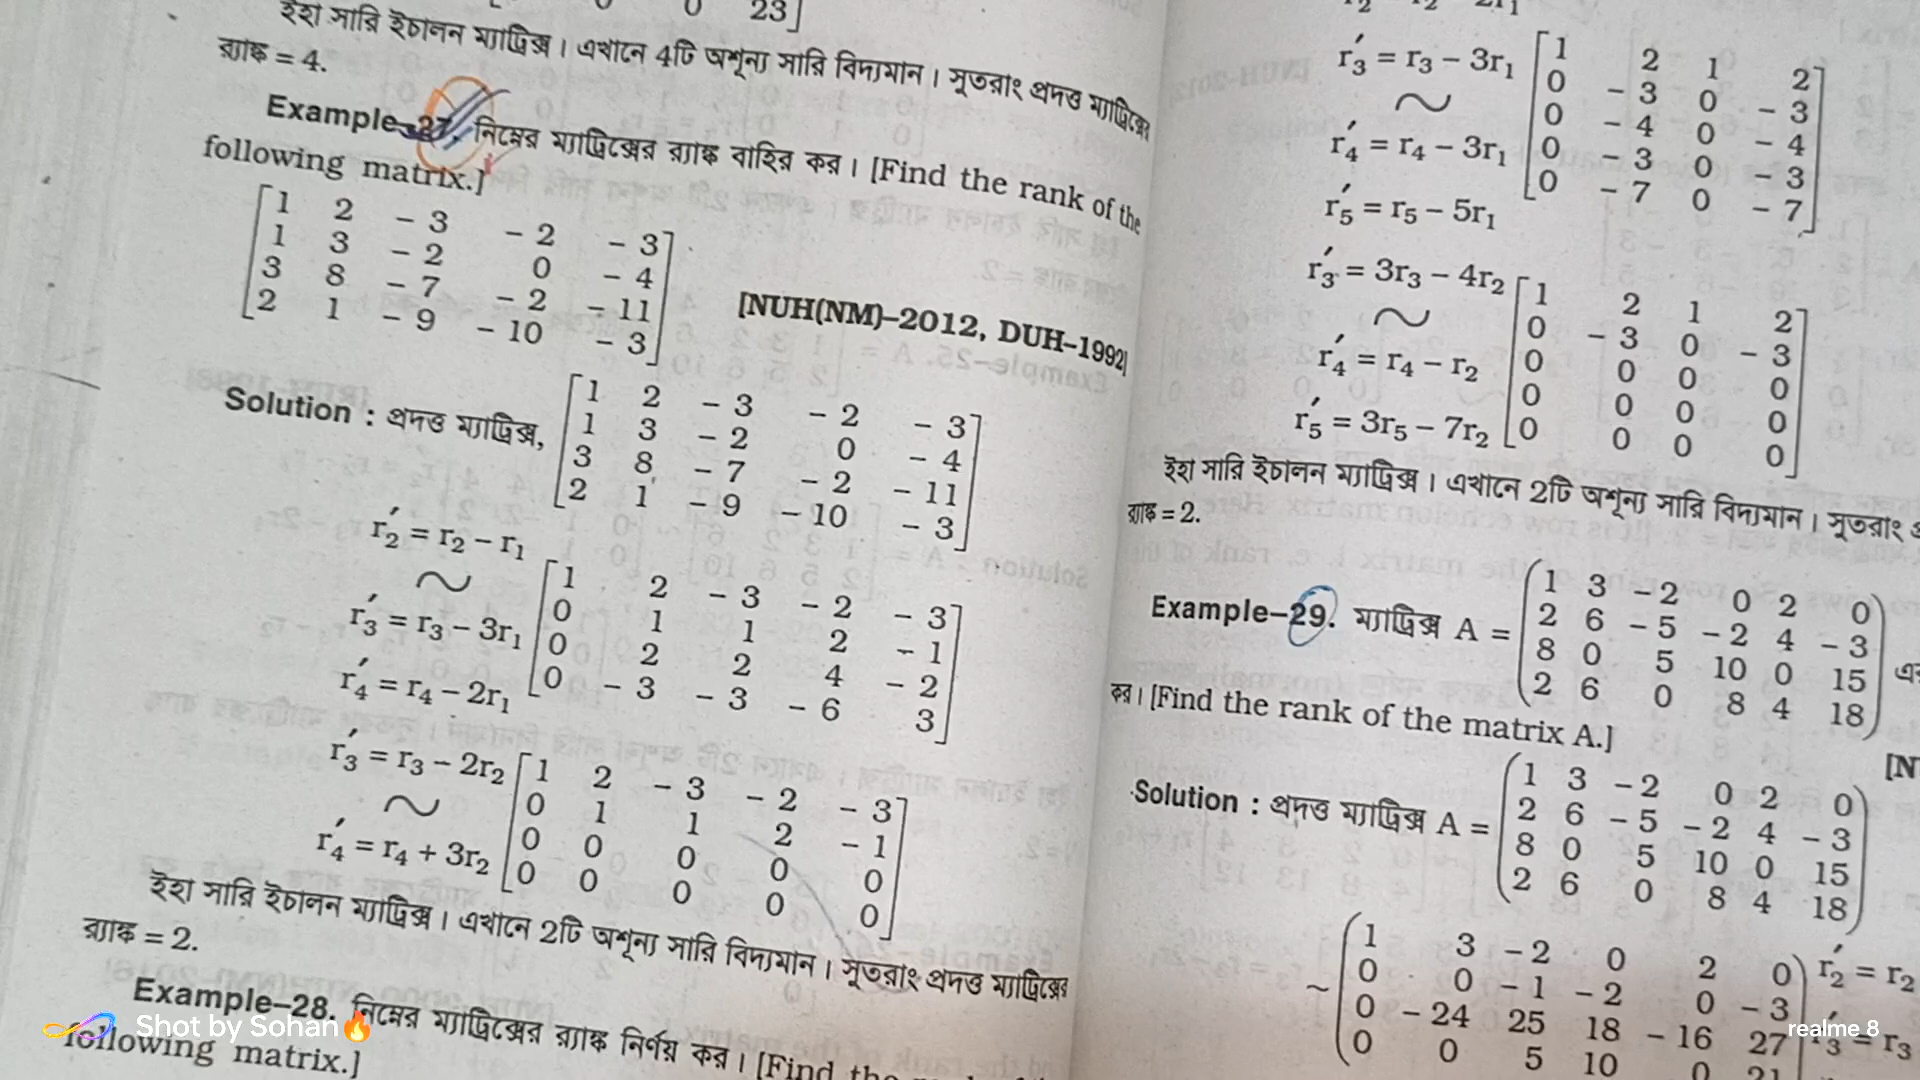 0 23]
ইহা সারি ইচালন ম্যাট্রিক্স। এখানে 4টি অশূন্য সারি বিদ্যমান। সুতরাং প্রদত্ত ম্যাট্রিক্সের
র‍্যাঙ্ক = 4.
Example–27. নিম্নের ম্যাট্রিক্সের র‍্যাঙ্ক বাহির কর। [Find the rank of the
following matrix.]
1 2 – 3 – 2 – 3
1 3 – 2 0 – 4
3 8 – 7 – 2 – 11
2 1 – 9 – 10 – 3
[NUH(NM)–2012, DUH–1992]
Solution : প্রদত্ত ম্যাট্রিক্স,
1 2 – 3 – 2 – 3
1 3 – 2 0 – 4
3 8 – 7 – 2 – 11
2 1 – 9 – 10 – 3
r₂′ = r₂ – r₁
~
r₃′ = r₃ – 3r₁
r₄′ = r₄ – 2r₁
1 2 – 3 – 2 – 3
0 1 1 2 – 1
0 2 2 4 – 2
0 – 3 – 3 – 6 3
r₃′ = r₃ – 2r₂
~
r₄′ = r₄ + 3r₂
1 2 – 3 – 2 – 3
0 1 1 2 – 1
0 0 0 0 0
0 0 0 0 0
ইহা সারি ইচালন ম্যাট্রিক্স। এখানে 2টি অশূন্য সারি বিদ্যমান। সুতরাং প্রদত্ত ম্যাট্রিক্সের
র‍্যাঙ্ক = 2.
Example–28. নিম্নের ম্যাট্রিক্সের র‍্যাঙ্ক নির্ণয় কর। [Find the
following matrix.]
r₃′ = r₃ – 3r₁
~
r₄′ = r₄ – 3r₁
r₅′ = r₅ – 5r₁
1 2 1 2
0 – 3 0 – 3
0 – 4 0 – 4
0 – 3 0 – 3
0 – 7 0 – 7
r₃′ = 3r₃ – 4r₂
~
r₄′ = r₄ – r₂
r₅′ = 3r₅ – 7r₂
1 2 1 2
0 – 3 0 – 3
0 0 0 0
0 0 0 0
0 0 0 0
ইহা সারি ইচালন ম্যাট্রিক্স। এখানে 2টি অশূন্য সারি বিদ্যমান। সুতরাং
র‍্যাঙ্ক = 2.
Example–29. ম্যাট্রিক্স A =
1 3 – 2 0 2 0
2 6 – 5 – 2 4 – 3
8 0 5 10 0 15
2 6 0 8 4 18
কর। [Find the rank of the matrix A.]
[N
Solution : প্রদত্ত ম্যাট্রিক্স A =
1 3 – 2 0 2 0
2 6 – 5 – 2 4 – 3
8 0 5 10 0 15
2 6 0 8 4 18
~
1 3 – 2 0 2 0
0 0 – 1 – 2 0 – 3
0 – 24 25 18 – 16 27
0 0 5 10 0 21
r₂′ = r₂
r₃′ = r₃
Shot by Sohan🔥
realme 8